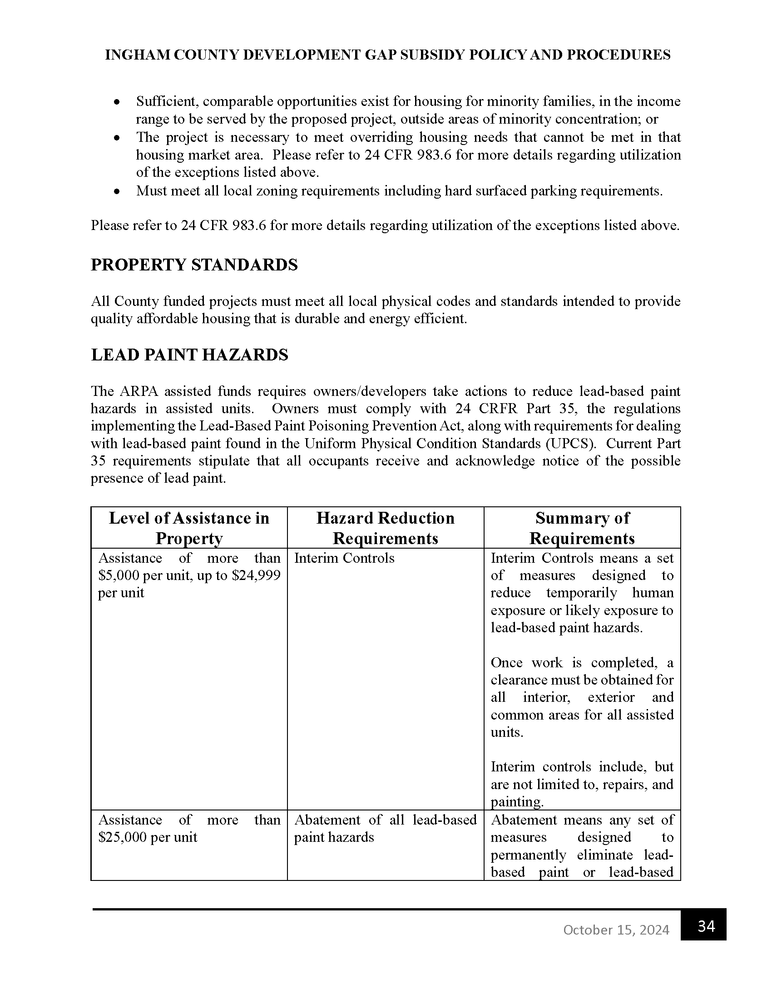 INGHAM COUNTY DEVELOPMENT GAP SUBSIDY POLICY AND PROCEDURES
• Sufficient, comparable opportunities exist for housing for minority families, in the income
range to be served by the proposed project, outside areas of minority concentration; or
• The project is necessary to meet overriding housing needs that cannot be met in that
housing market area. Please refer to 24 CFR 983.6 for more details regarding utilization
of the exceptions listed above.
• Must meet all local zoning requirements including hard surfaced parking requirements.
Please refer to 24 CFR 983.6 for more details regarding utilization of the exceptions listed above.
PROPERTY STANDARDS
All County funded projects must meet all local physical codes and standards intended to provide
quality affordable housing that is durable and energy efficient.
LEAD PAINT HAZARDS
The ARPA assisted funds requires owners/developers take actions to reduce lead-based paint
hazards in assisted units. Owners must comply with 24 CRFR Part 35, the regulations
implementing the Lead-Based Paint Poisoning Prevention Act, along with requirements for dealing
with lead-based paint found in the Uniform Physical Condition Standards (UPCS). Current Part
35 requirements stipulate that all occupants receive and acknowledge notice of the possible
presence of lead paint.
Level of Assistance in
Property
Hazard Reduction
Requirements
Summary of
Requirements
Assistance of more than
$5,000 per unit, up to $24,999
per unit
Interim Controls
Interim Controls means a set
of measures designed to
reduce temporarily human
exposure or likely exposure to
lead-based paint hazards.
Once work is completed, a
clearance must be obtained for
all interior, exterior and
common areas for all assisted
units.
Interim controls include, but
are not limited to, repairs, and
painting.
Assistance of more than
$25,000 per unit
Abatement of all lead-based
paint hazards
Abatement means any set of
measures designed to
permanently eliminate lead-
based paint or lead-based
October 15, 2024
34